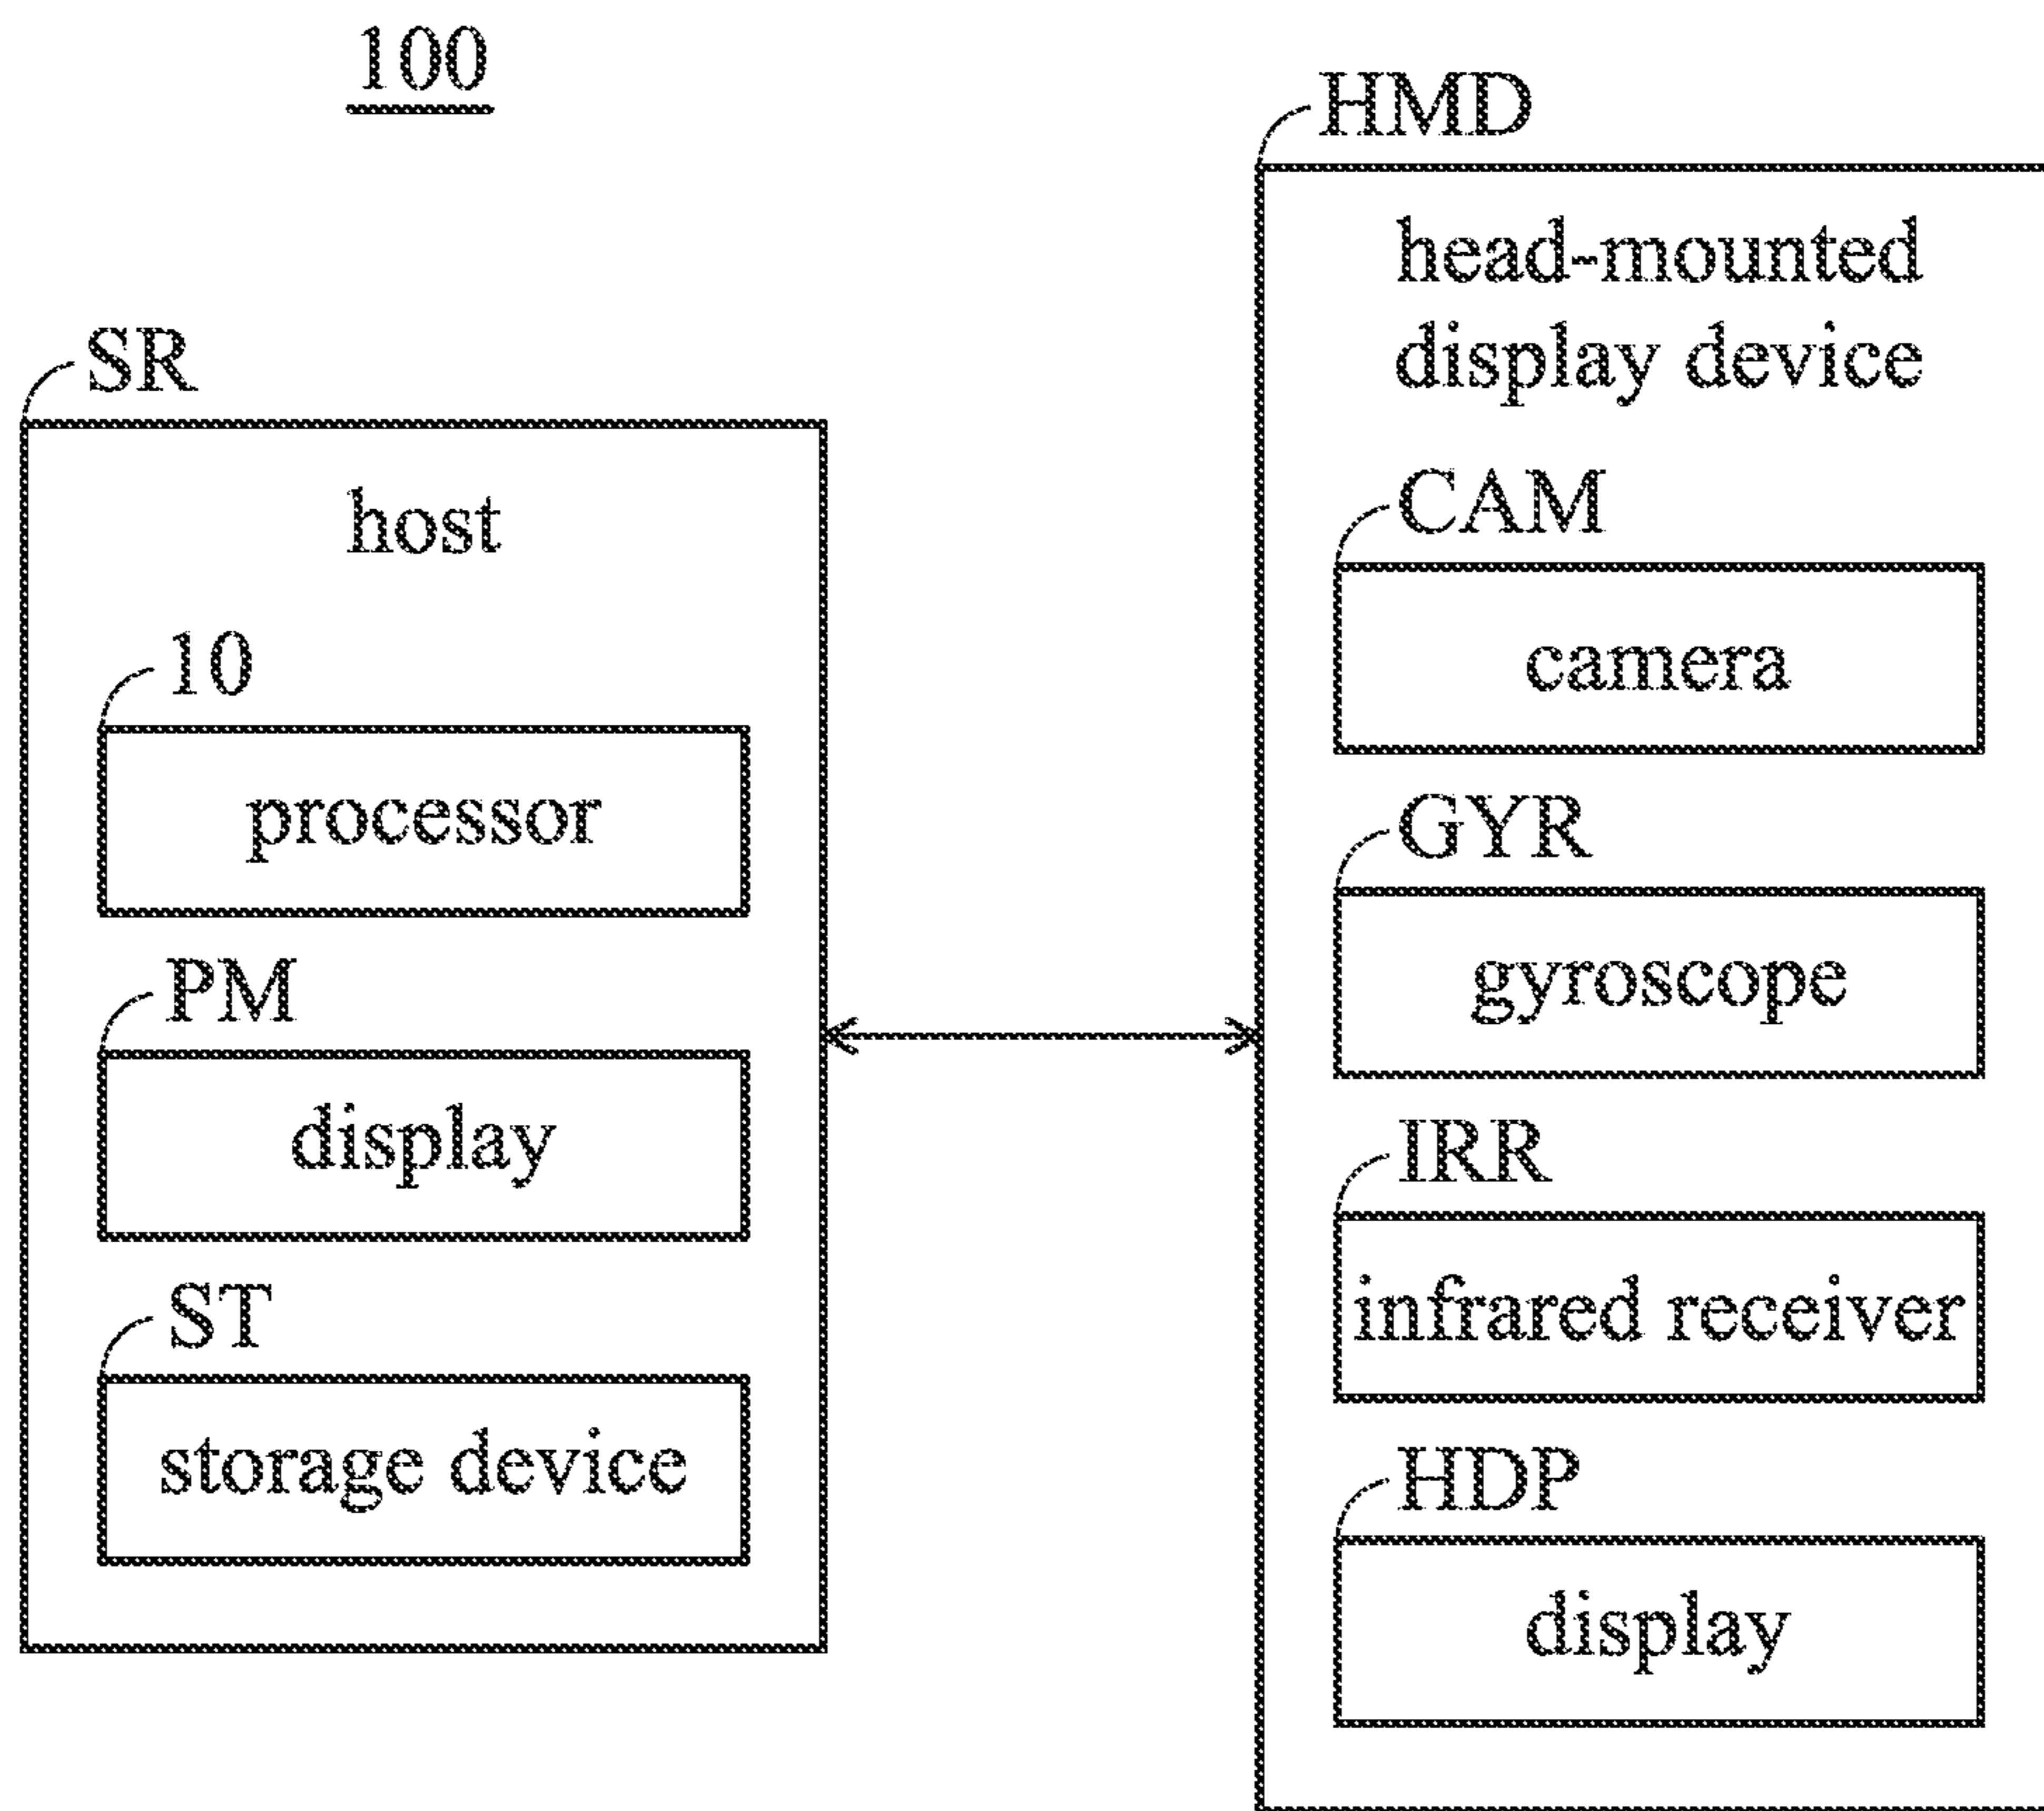 100
SR
host
10
processor
PM
display
ST
storage device
HMD
head-mounted
display device
CAM
camera
GYR
gyroscope
IRR
infrared receiver
HDP
display